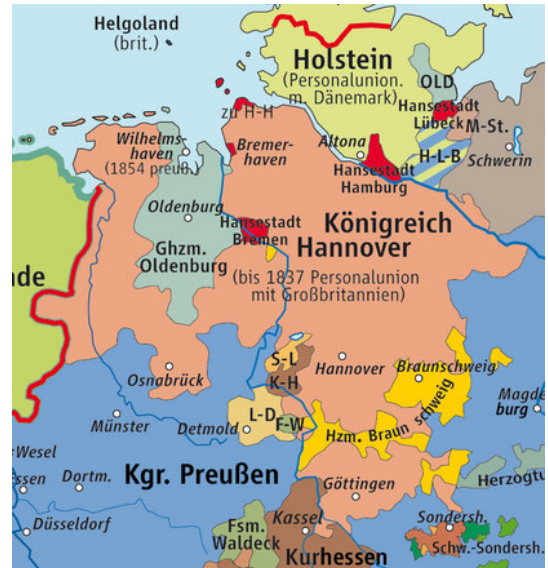 Helgoland
(brit.)
Holstein
(Personalunion.
m. Dänemark)
OLD
Hansestadt
Lübeck
M-St.
Schwerin
zu H-H
Wilhelms-
haven
(1854 preuß.)
Bremer-
haven
Altona
H-L-B
Hansestadt
Hamburg
Oldenburg
Hansestadt
Bremen
Königreich
Hannover
(bis 1837 Personalunion
mit Großbritannien)
Ghzm.
Oldenburg
nde
S-L
K-H
Hannover
Braunschweig
Osnabrück
L-D
F-W
Magde
burg
Münster
Detmold
Hzm. Braun schweig
Wesel
Kgr. Preußen
ssen
Dortm.
Göttingen
Herzogtu
Düsseldorf
Fsm.
Waldeck
Kassel
Kurhessen
Sondersh.
Schw.-Sondersh.